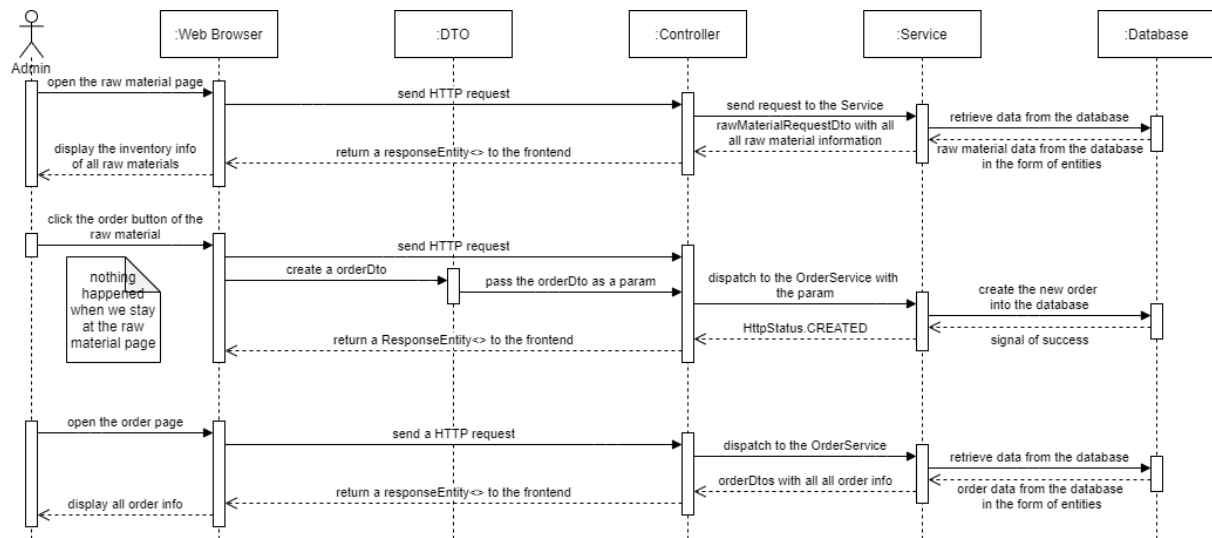 :Web Browser
:DTO
:Controller
:Service
:Database
Admin
open the raw material page
send HTTP request
send request to the Service
retrieve data from the database
rawMaterialRequestDto with all
all raw material information
raw material data from the database
in the form of entities
return a responseEntity<> to the frontend
display the inventory info
of all raw materials
click the order button of the
raw material
send HTTP request
create a orderDto
pass the orderDto as a param
dispatch to the OrderService with
the param
create the new order
into the database
nothing
happened
when we stay
at the raw
material page
HttpStatus.CREATED
signal of success
return a ResponseEntity<> to the frontend
open the order page
send a HTTP request
dispatch to the OrderService
retrieve data from the database
orderDtos with all all order info
order data from the database
in the form of entities
return a responseEntity<> to the frontend
display all order info